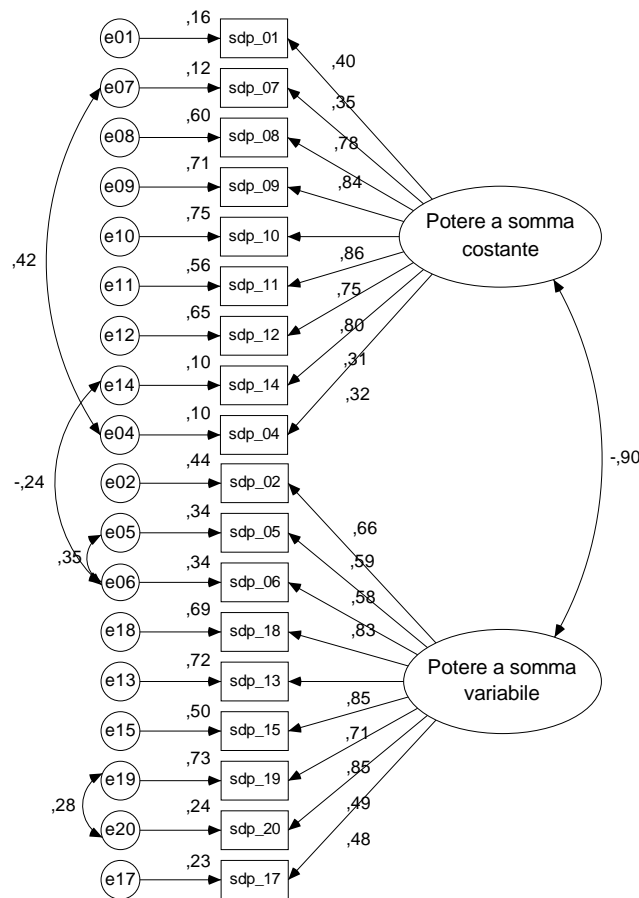 ,16
e01 sdp_01
,40
,12
e07 sdp_07
,35
,60
e08 sdp_08
,78
,71
e09 sdp_09
,84
,75
e10 sdp_10
Potere a somma
costante
,86
,42
,56
e11 sdp_11
,75
,65
e12 sdp_12
,80
,10
e14 sdp_14
,31
,32
,10
e04 sdp_04
-,90
,44
e02 sdp_02
-,24
,66
,34
e05 sdp_05
,59
,35
,34
e06 sdp_06
,58
,69
e18 sdp_18
,83
,72
e13 sdp_13
Potere a somma
variabile
,85
,50
e15 sdp_15
,71
,73
e19 sdp_19
,85
,28
,24
e20 sdp_20
,49
,48
,23
e17 sdp_17